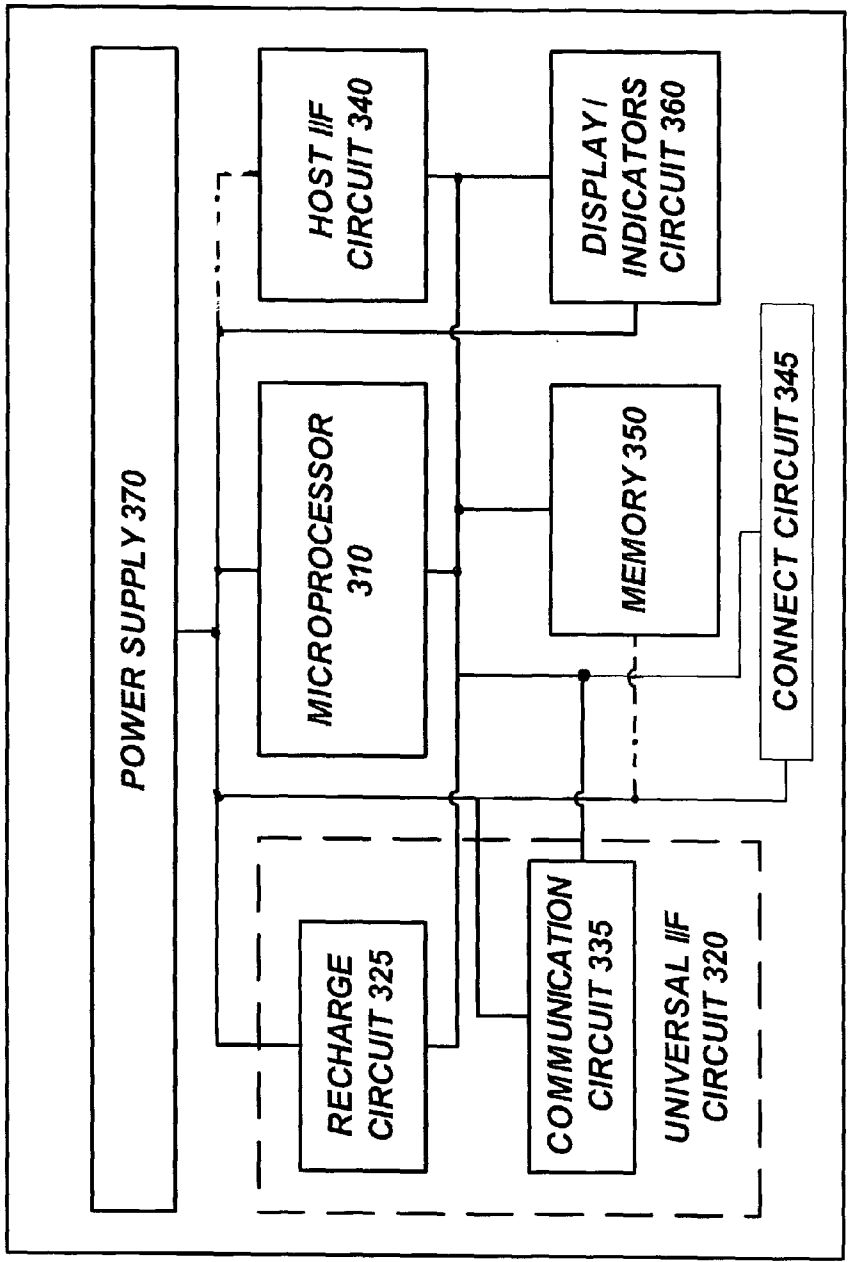 POWER SUPPLY 370
RECHARGE
CIRCUIT 325
MICROPROCESSOR
310
HOST I/F
CIRCUIT 340
COMMUNICATION
CIRCUIT 335
UNIVERSAL I/F
CIRCUIT 320
MEMORY 350
DISPLAY /
INDICATORS
CIRCUIT 360
CONNECT CIRCUIT 345